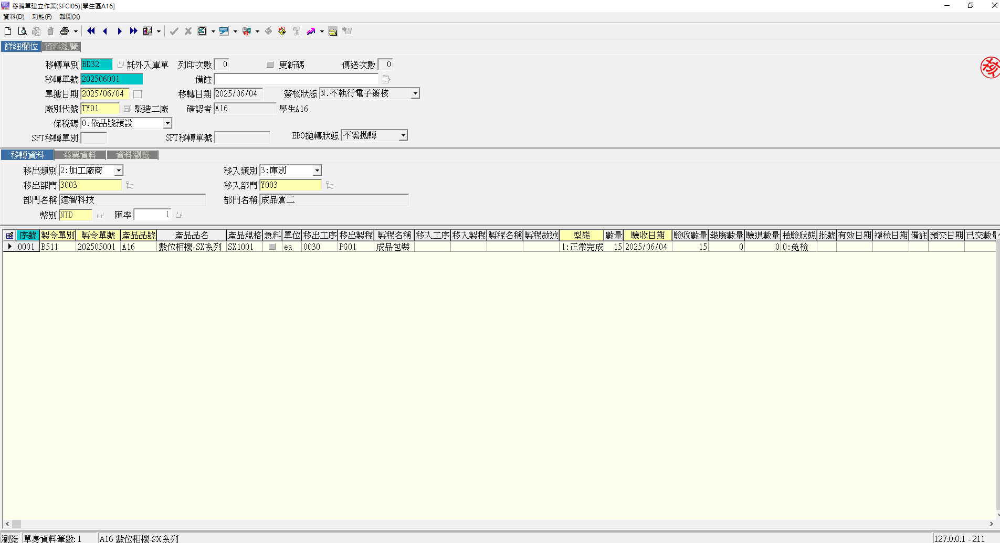 移轉單建立作業(SFCI05)[學生區A16]
資料(D) 功能(F) 離開(X)
詳細欄位 資料瀏覽
移轉單別 BD32 託外入庫單 列印次數 0 更新碼 傳送次數 0
核
移轉單號 202506001 備註
單據日期 2025/06/04 移轉日期 2025/06/04 簽核狀態 N.不執行電子簽核
廠別代號 TY01 製造二廠 確認者 A16 學生A16
保稅碼 0.依品號預設
SFT移轉單別 SFT移轉單號 EBO拋轉狀態 不需拋轉
移轉資料 發票資料 資料瀏覽
移出類別 2:加工廠商 移入類別 3:庫別
移出部門 3003 移入部門 Y003
部門名稱 達智科技 部門名稱 成品倉二
幣別 NTD 匯率 1
序號 製令單別 製令單號 產品品號 產品品名 產品規格 急料 單位 移出工序 移出製程 製程名稱 移入工序 移入製程 製程名稱 製程敘述 型態 數量 驗收日期 驗收數量 報廢數量 驗退數量 檢驗狀態 批號 有效日期 複檢日期 備註 預交日期 已交數量
0001 B511 202505001 A16 數位相機-SX系列 SX1001 ea 0030 PG01 成品包裝 1:正常完成 15 2025/06/04 15 0 0 0:免檢
瀏覽 單身資料筆數: 1 A16 數位相機-SX系列 127.0.0.1 - 211